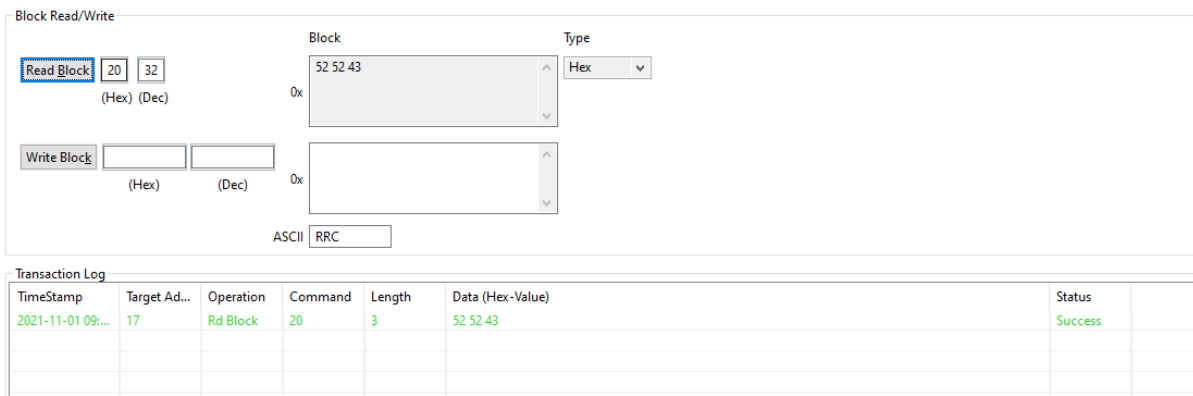 Block Read/Write
Block Type
Read Block 20 32 0x 52 52 43 Hex
(Hex) (Dec)
Write Block 0x
(Hex) (Dec)
ASCII RRC
Transaction Log
TimeStamp Target Ad... Operation Command Length Data (Hex-Value) Status
2021-11-01 09:... 17 Rd Block 20 3 52 52 43 Success